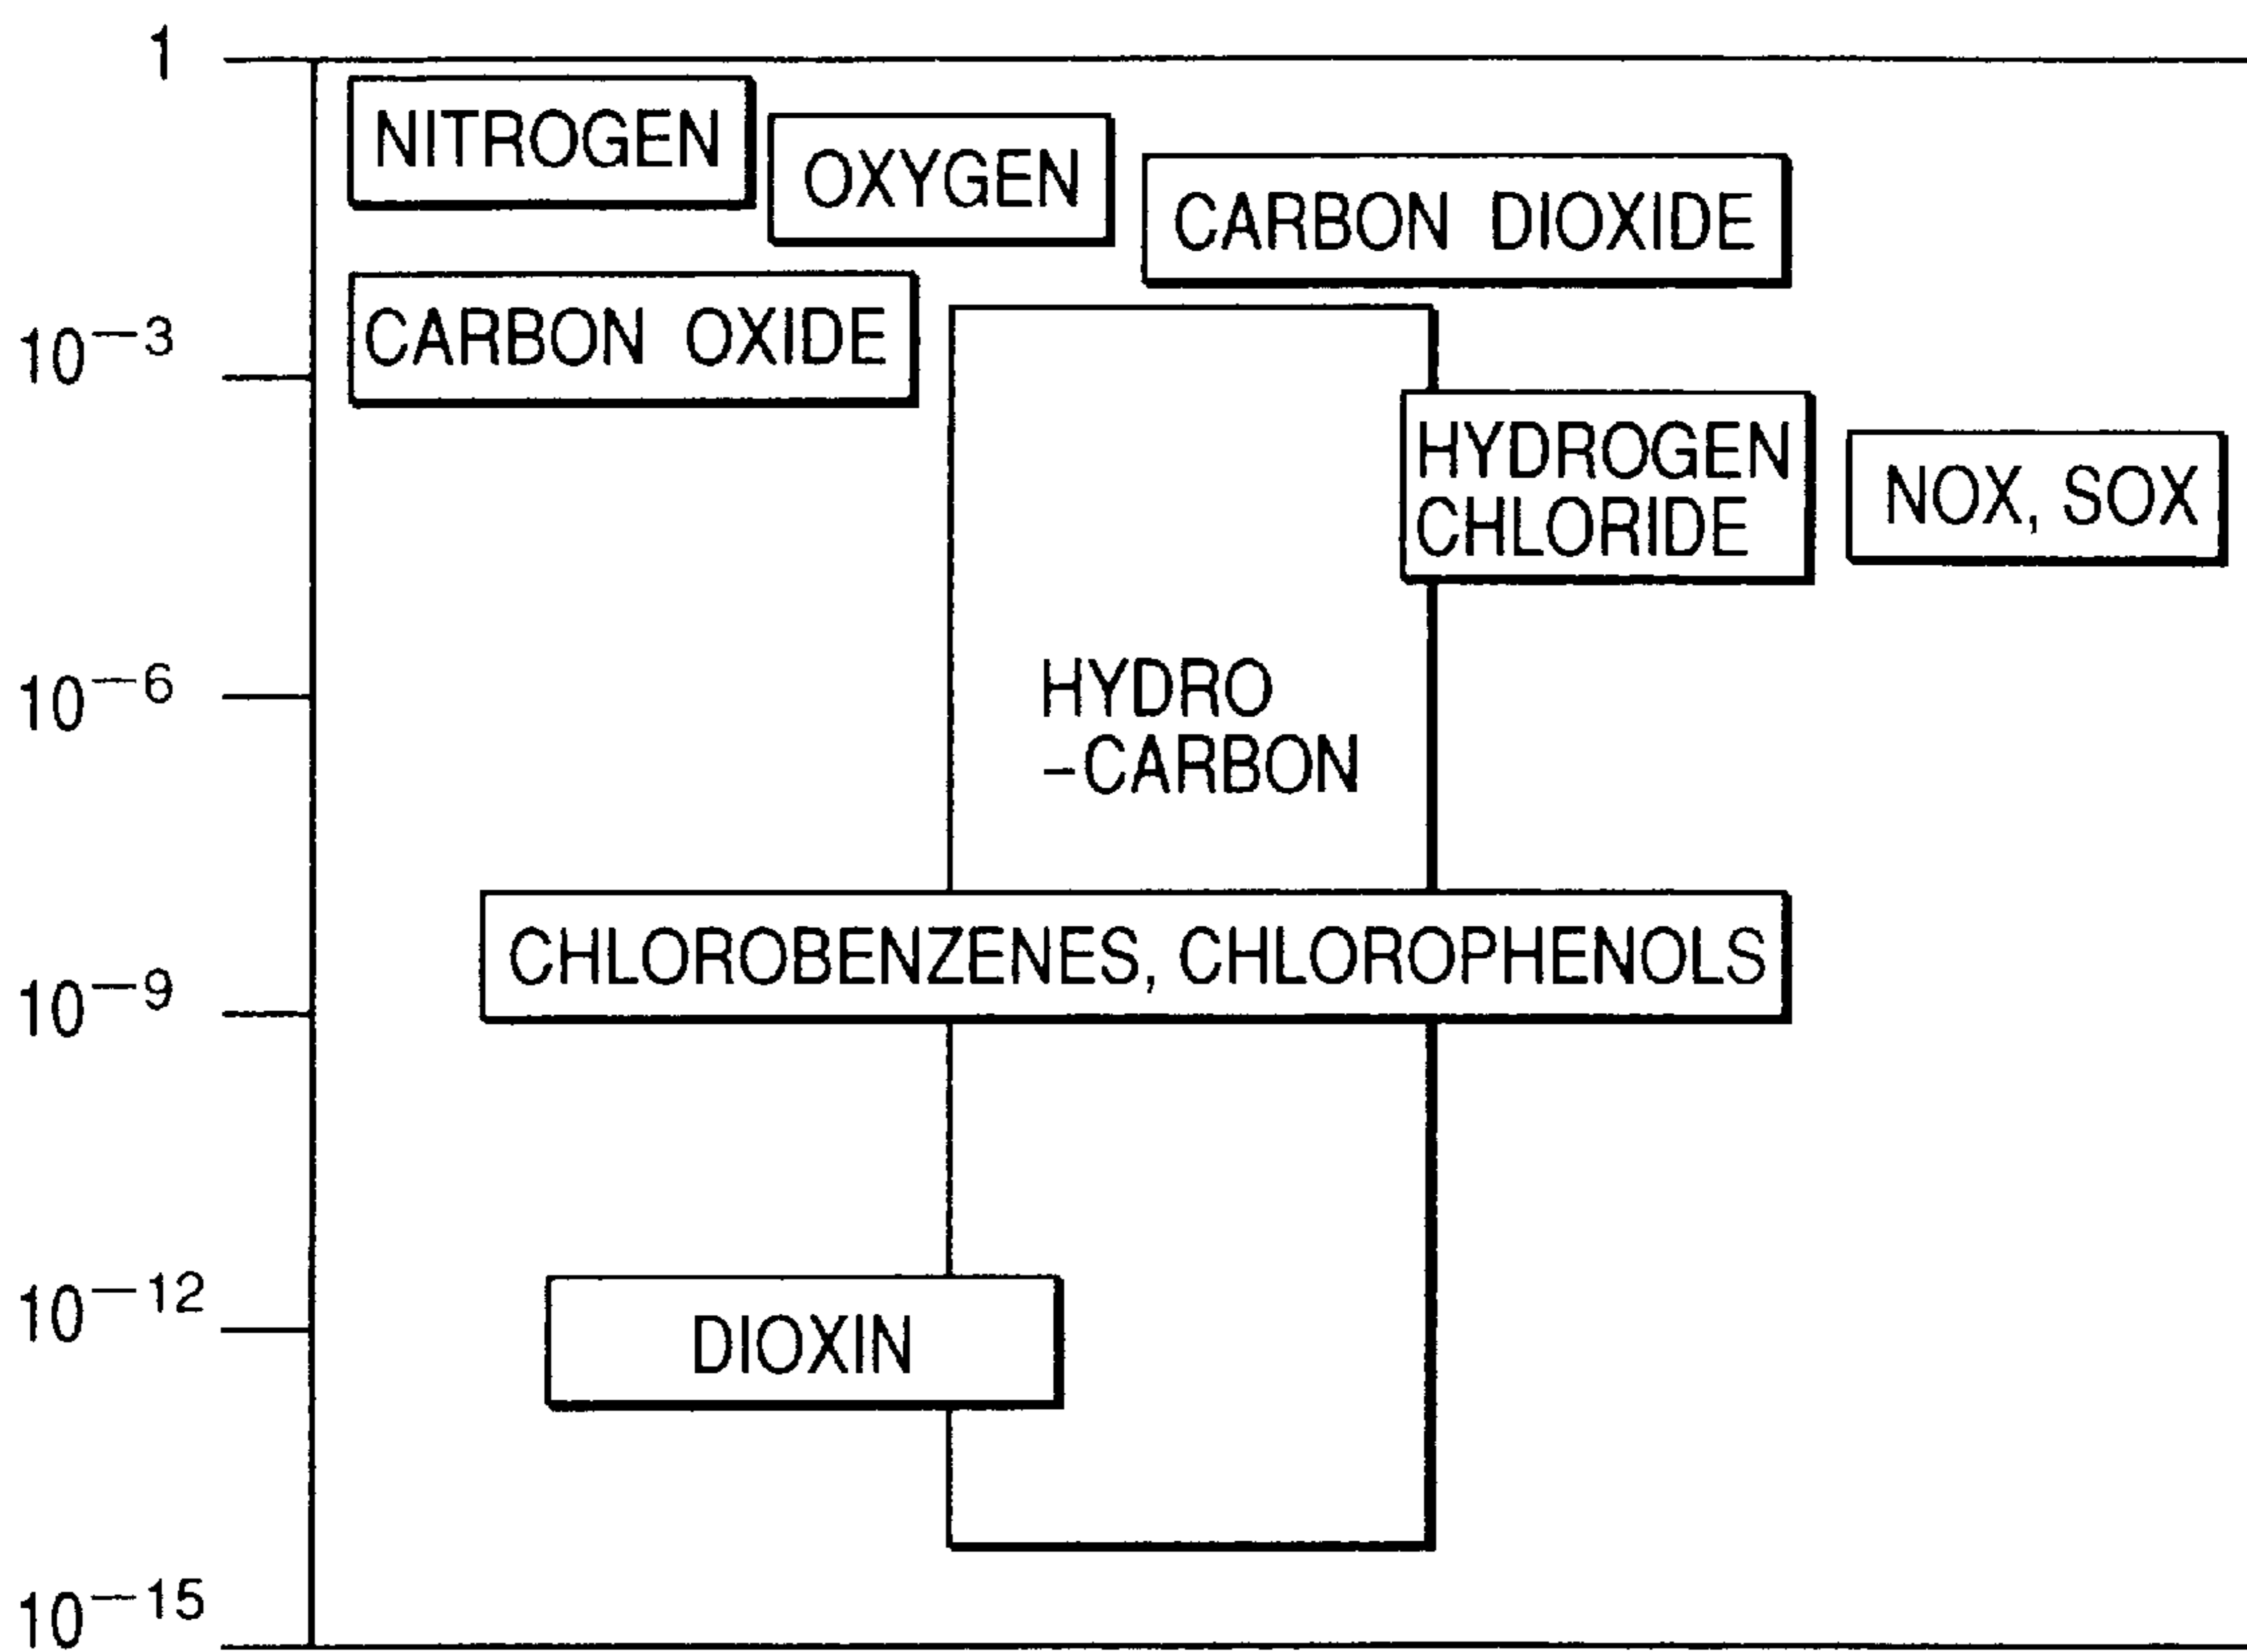 1
NITROGEN
OXYGEN
CARBON DIOXIDE
10⁻³
CARBON OXIDE
HYDROGEN
CHLORIDE
NOX, SOX
10⁻⁶
HYDRO
-CARBON
CHLOROBENZENES, CHLOROPHENOLS
10⁻⁹
10⁻¹²
DIOXIN
10⁻¹⁵